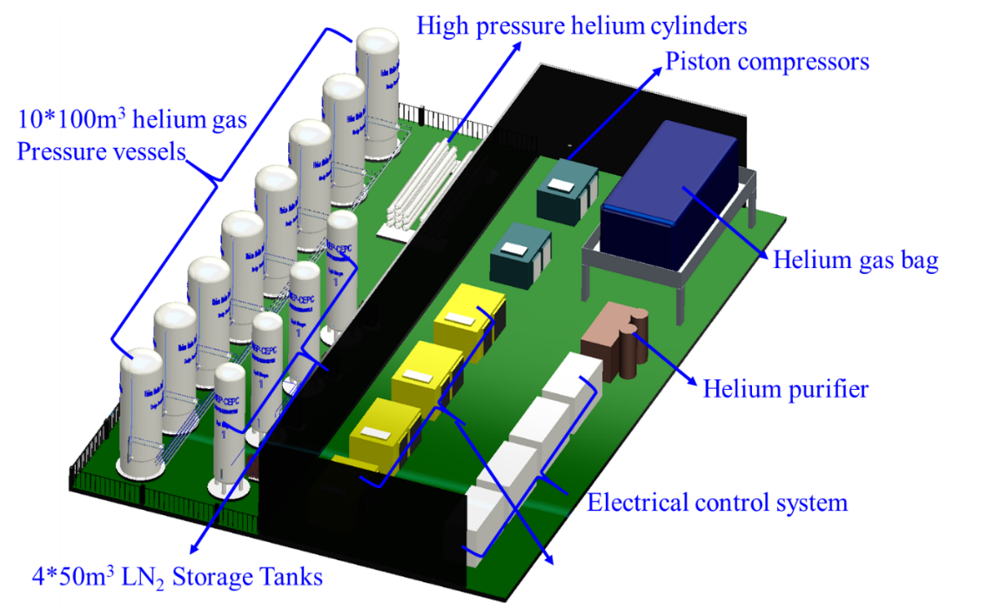 High pressure helium cylinders
Piston compressors
10*100m³ helium gas
Pressure vessels
Helium gas bag
Helium purifier
Electrical control system
4*50m³ LN₂ Storage Tanks